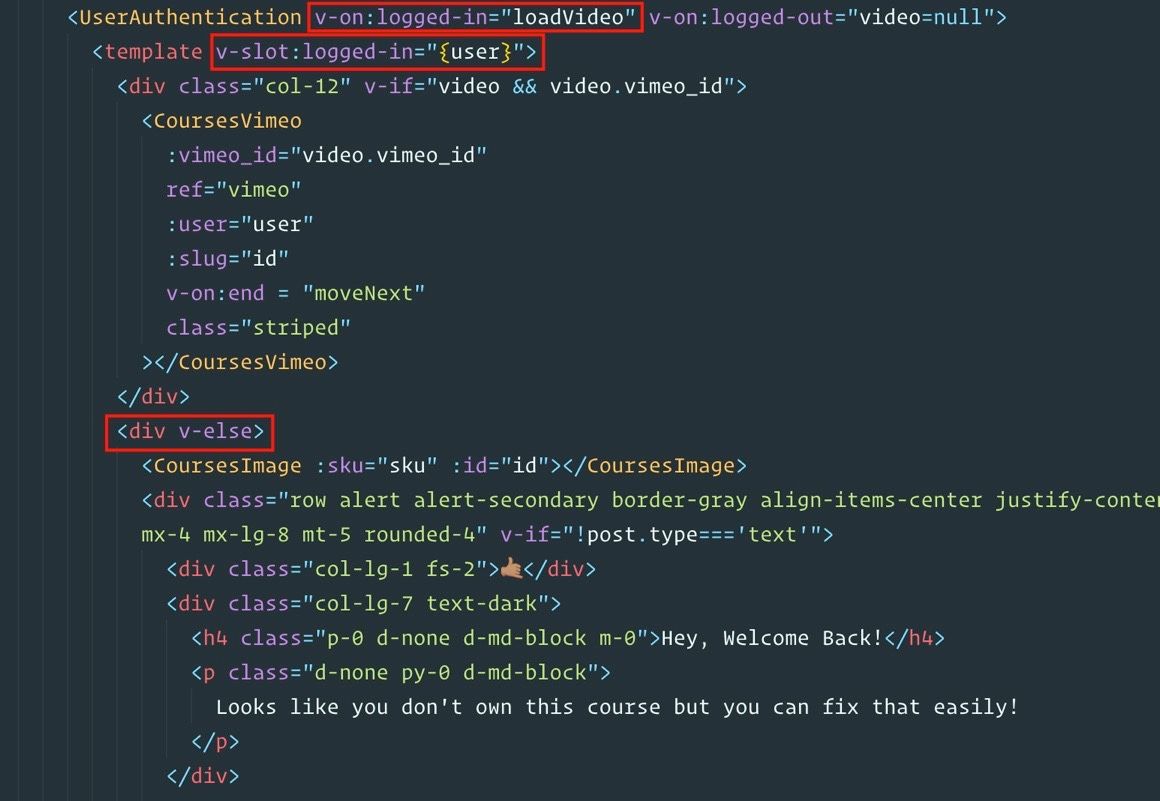 <UserAuthentication v-on:logged-in="loadVideo" v-on:logged-out="video=null">
<template v-slot:logged-in="{user}">
<div class="col-12" v-if="video && video.vimeo_id">
<CoursesVimeo
:vimeo_id="video.vimeo_id"
ref="vimeo"
:user="user"
:slug="id"
v-on:end = "moveNext"
class="striped"
></CoursesVimeo>
</div>
<div v-else>
<CoursesImage :sku="sku" :id="id"></CoursesImage>
<div class="row alert alert-secondary border-gray align-items-center justify-conten
mx-4 mx-lg-8 mt-5 rounded-4" v-if="!post.type==='text'">
<div class="col-lg-1 fs-2">🤙🏽</div>
<div class="col-lg-7 text-dark">
<h4 class="p-0 d-none d-md-block m-0">Hey, Welcome Back!</h4>
<p class="d-none py-0 d-md-block">
Looks like you don't own this course but you can fix that easily!
</p>
</div>